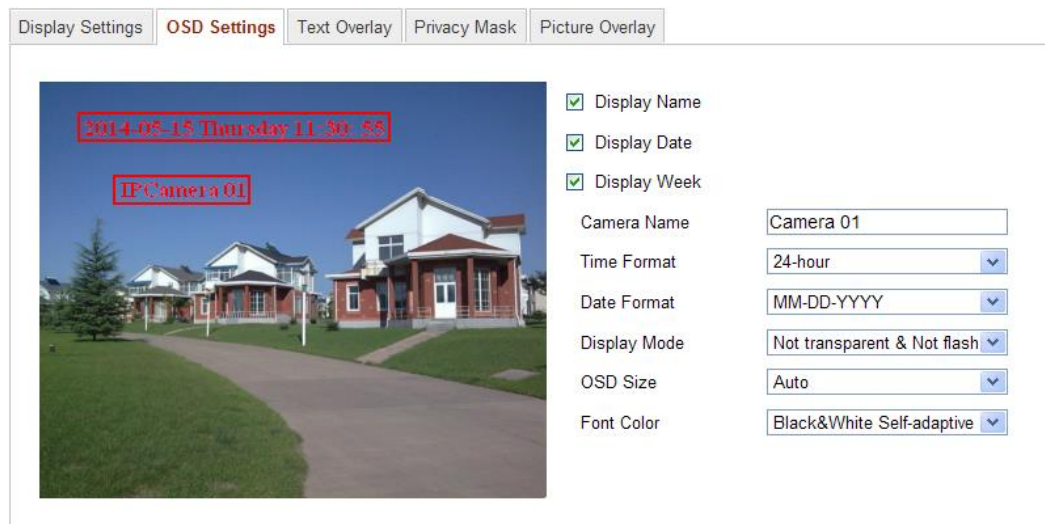 Display Settings OSD Settings Text Overlay Privacy Mask Picture Overlay
2014-05-15 Thursday 11:30: 55
IPCamera 01
Display Name
Display Date
Display Week
Camera Name Camera 01
Time Format 24-hour
Date Format MM-DD-YYYY
Display Mode Not transparent & Not flash
OSD Size Auto
Font Color Black&White Self-adaptive